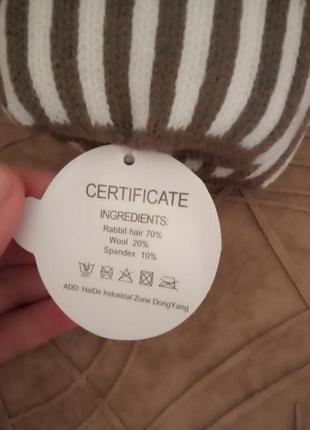 CERTIFICATE
INGREDIENTS:
Rabbit hair 70%
Wool 20%
Spandex 10%
ADD: HaiDe Industrial Zone DongYang